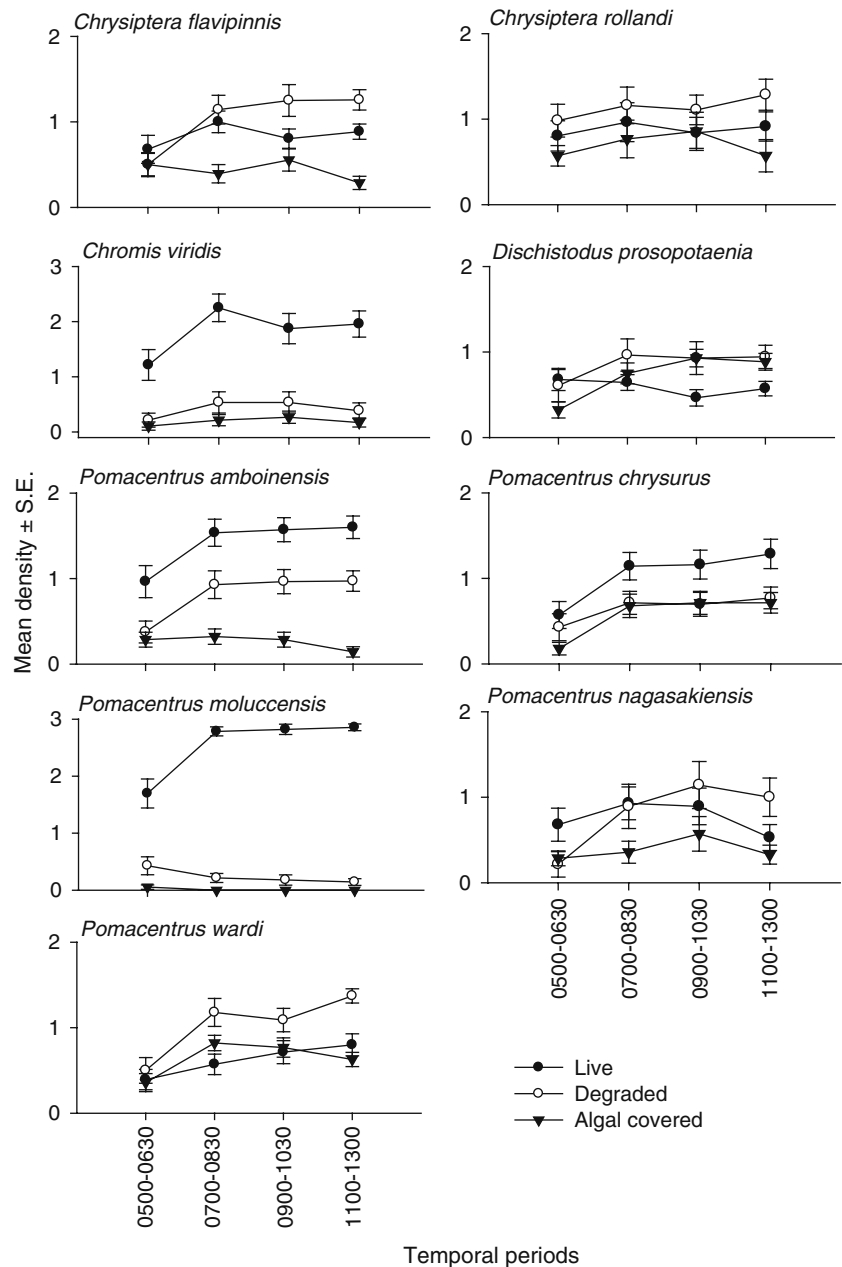 Chrysiptera flavipinnis
2
1
0
Chrysiptera rollandi
2
1
0
Chromis viridis
3
2
1
0
Dischistodus prosopotaenia
2
1
0
Mean density ± S.E.
Pomacentrus amboinensis
2
1
0
Pomacentrus chrysurus
2
1
0
Pomacentrus moluccensis
3
2
1
0
Pomacentrus nagasakiensis
2
1
0
0500-0630
0700-0830
0900-1030
1100-1300
Pomacentrus wardi
2
1
0
0500-0630
0700-0830
0900-1030
1100-1300
Live
Degraded
Algal covered
Temporal periods